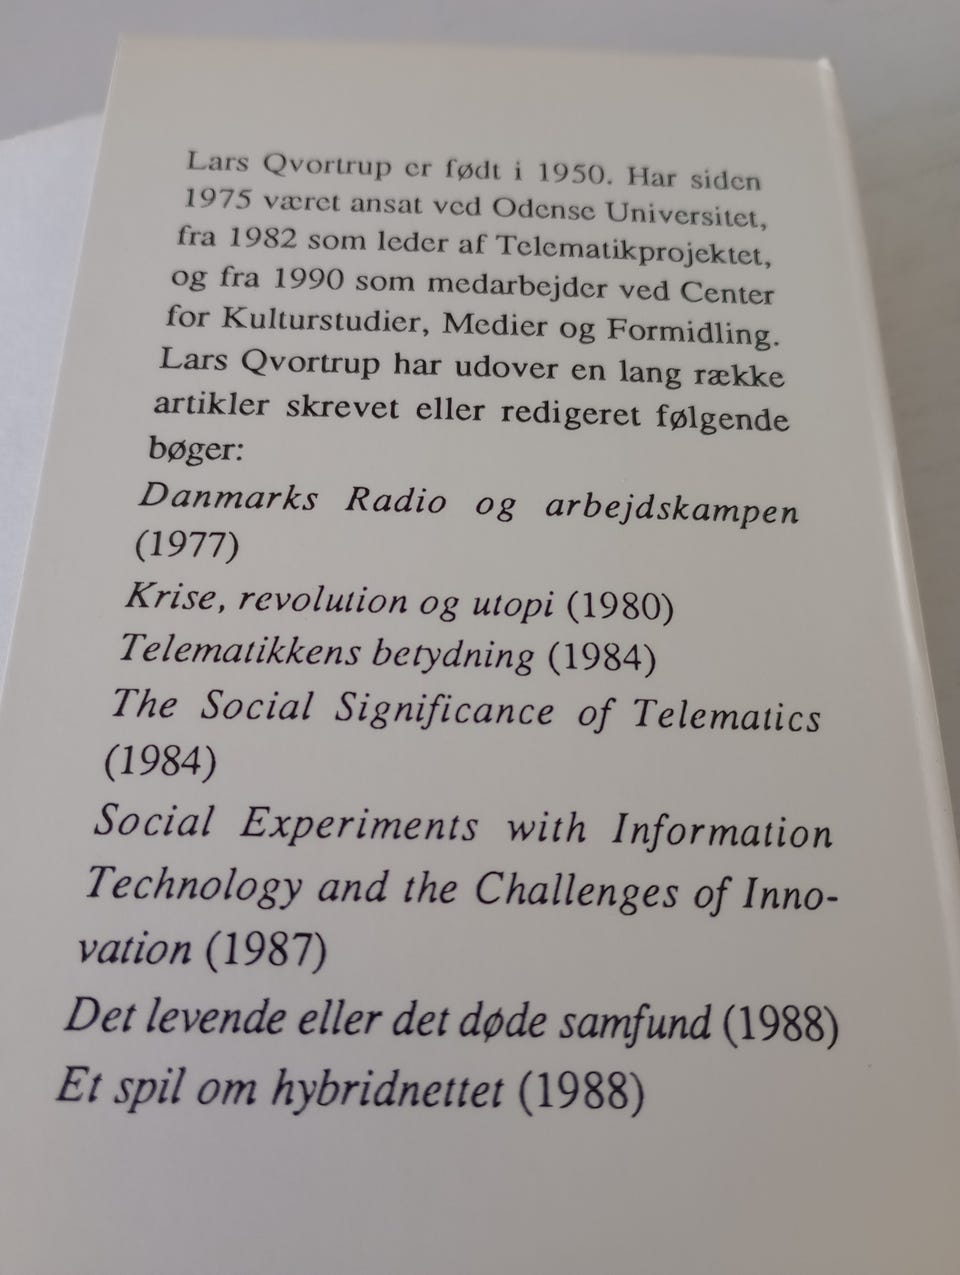 Lars Qvortrup er født i 1950. Har siden
1975 været ansat ved Odense Universitet,
fra 1982 som leder af Telematikprojektet,
og fra 1990 som medarbejder ved Center
for Kulturstudier, Medier og Formidling.
Lars Qvortrup har udover en lang række
artikler skrevet eller redigeret følgende
bøger:
Danmarks Radio og arbejdskampen
(1977)
Krise, revolution og utopi (1980)
Telematikkens betydning (1984)
The Social Significance of Telematics
(1984)
Social Experiments with Information
Technology and the Challenges of Inno-
vation (1987)
Det levende eller det døde samfund (1988)
Et spil om hybridnettet (1988)